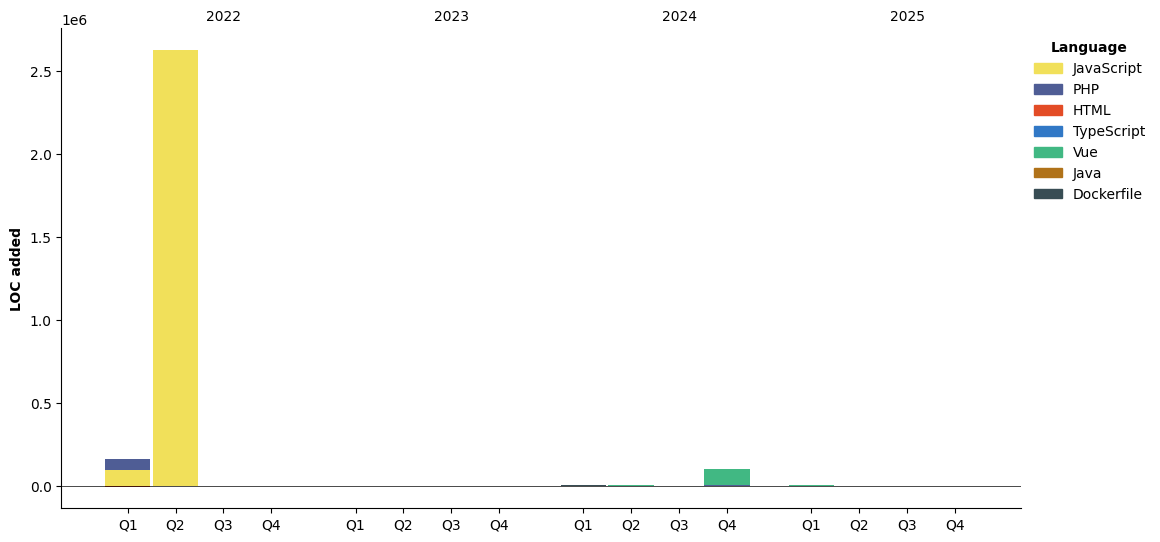 1e6
2022 2023 2024 2025
2.5
2.0
1.5
1.0
0.5
0.0
LOC added
Q1 Q2 Q3 Q4 Q1 Q2 Q3 Q4 Q1 Q2 Q3 Q4 Q1 Q2 Q3 Q4
Language
JavaScript
PHP
HTML
TypeScript
Vue
Java
Dockerfile